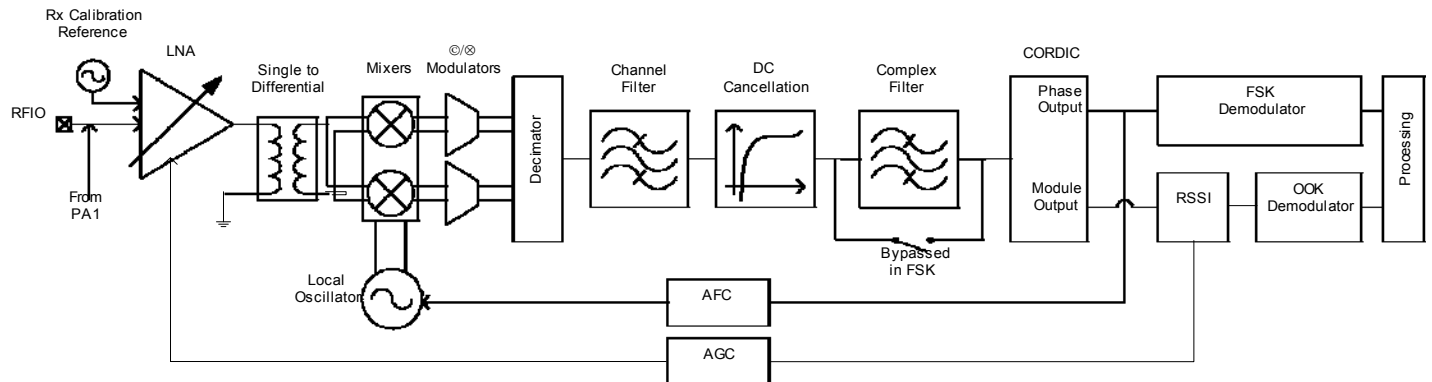 Rx Calibration
Reference
LNA
Single to
Differential
Mixers
©/⊗
Modulators
Channel
Filter
DC
Cancellation
Complex
Filter
CORDIC
RFIO
From
PA1
Decimator
Phase
Output
Module
Output
FSK
Demodulator
RSSI
OOK
Demodulator
Processing
Bypassed
in FSK
Local
Oscillator
AFC
AGC